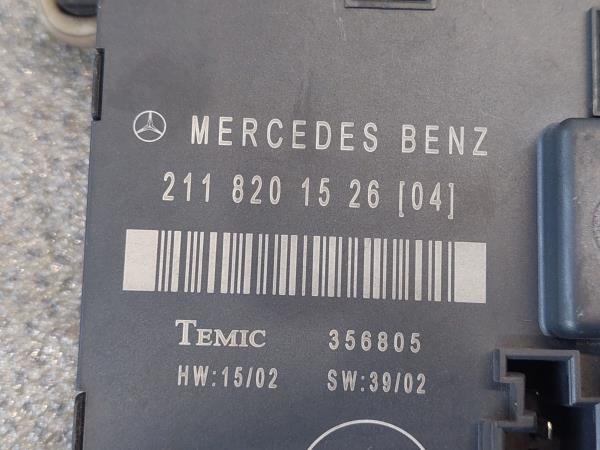 MERCEDES BENZ
211 820 15 26 [04]
TEMIC 356805
HW:15/02 SW:39/02